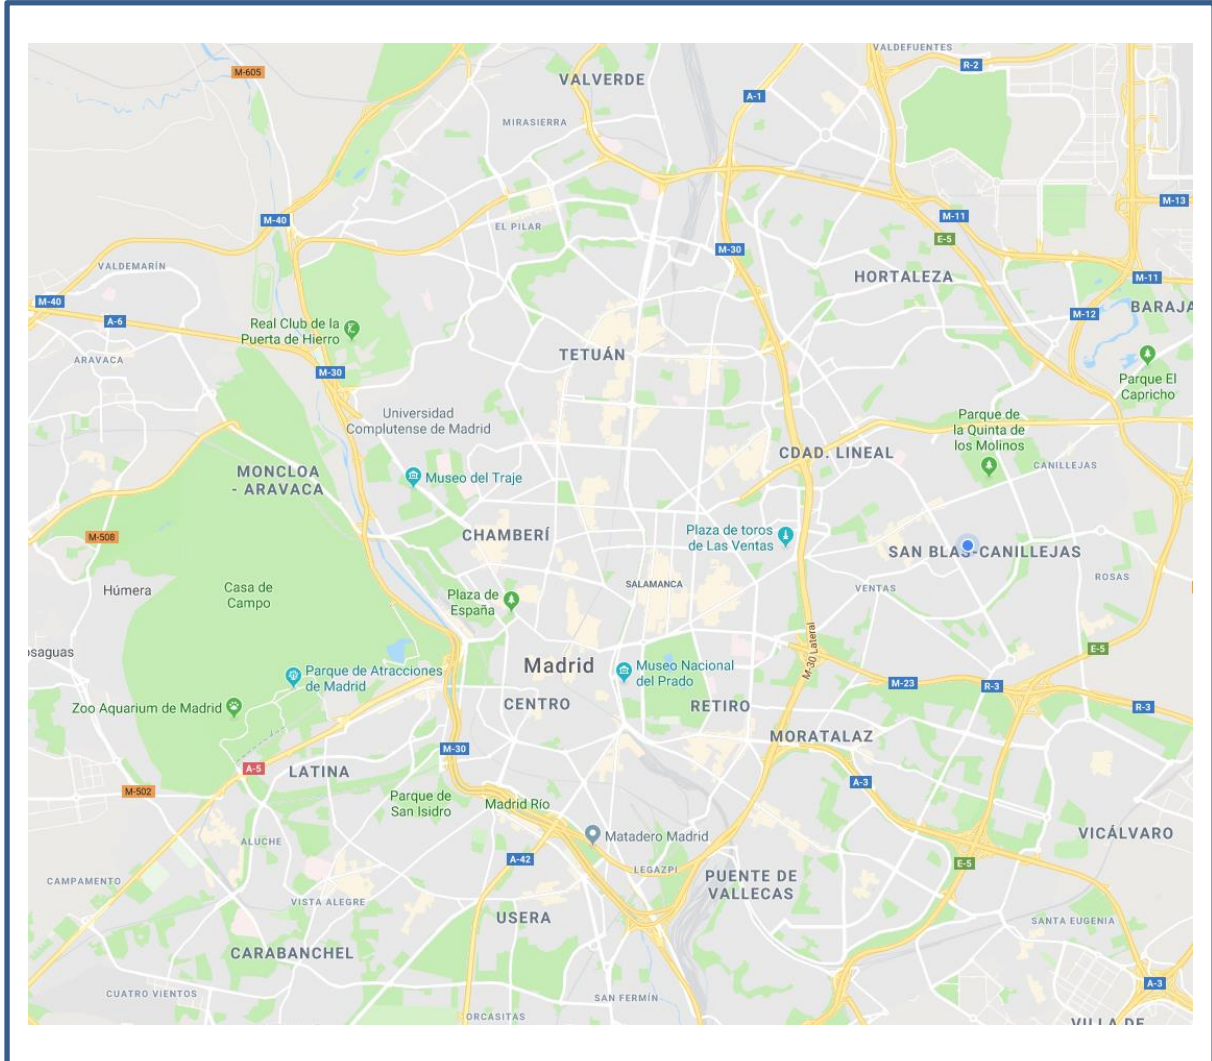 VALDEFUENTES
R-2
M-605
VALVERDE
A-1
MIRASIERRA
M-13
M-40
M-11
EL PILAR
E-5
M-30
VALDEMARÍN
HORTALEZA
M-11
M-40
BARAJA
M-12
A-6
Real Club de la
Puerta de Hierro
TETUÁN
ARAVACA
M-30
Parque El
Capricho
Universidad
Complutense de Madrid
Parque de
la Quinta de
los Molinos
CDAD. LINEAL
CANILLEJAS
MONCLOA
- ARAVACA
Museo del Traje
CHAMBERÍ
Plaza de toros
de Las Ventas
M-508
SAN BLAS-CANILLEJAS
ROSAS
Húmera
Casa de
Campo
SALAMANCA
VENTAS
Plaza de
España
M-30 Lateral
osaguas
E-5
Madrid
Museo Nacional
del Prado
Parque de Atracciones
de Madrid
M-23
R-3
Zoo Aquarium de Madrid
CENTRO
RETIRO
R-3
MORATALAZ
M-30
A-5
LATINA
A-3
M-502
Parque de
San Isidro
Madrid Río
Matadero Madrid
VICÁLVARO
ALUCHE
A-42
LEGAZPI
E-5
CAMPAMENTO
PUENTE DE
VALLECAS
VISTA ALEGRE
USERA
SANTA EUGENIA
CARABANCHEL
A-3
CUATRO VIENTOS
SAN FERMÍN
ORCASITAS
VILLA DE